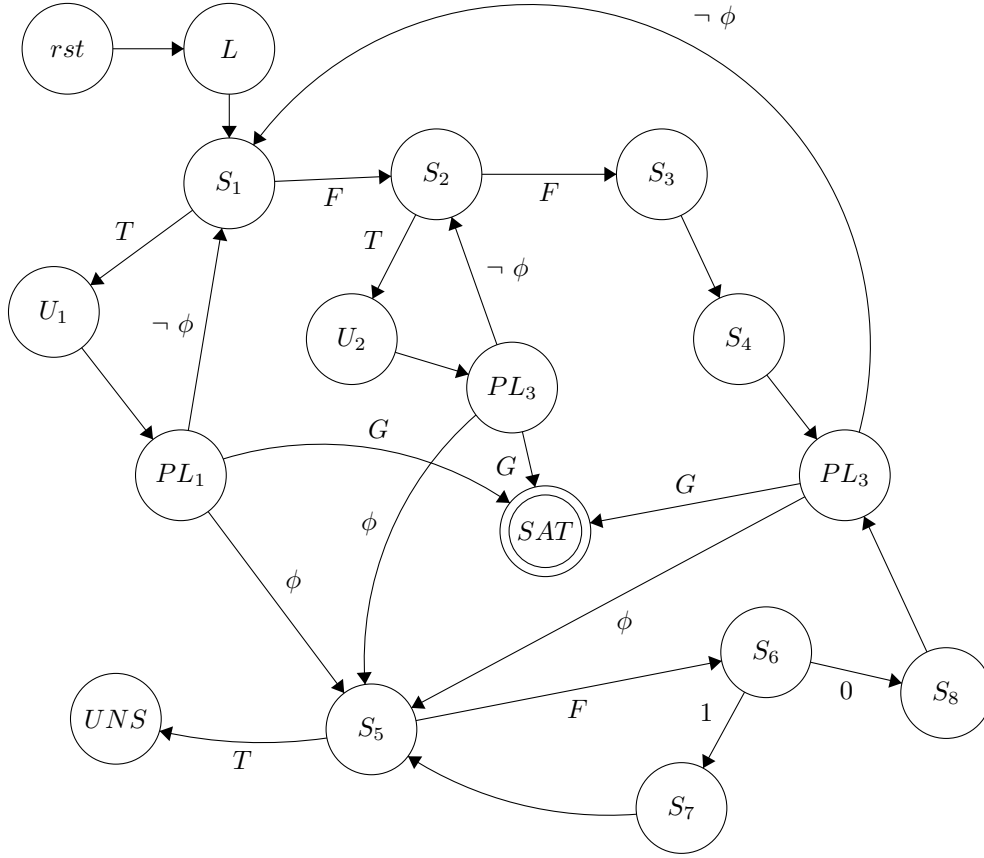 ¬ ϕ
rst
L
S₁
F
S₂
F
S₃
T
T
¬ ϕ
U₁
¬ ϕ
U₂
S₄
PL₃
G
PL₁
G
G
PL₃
ϕ
SAT
ϕ
ϕ
S₆
F
0
S₈
1
UNS
S₅
T
S₇